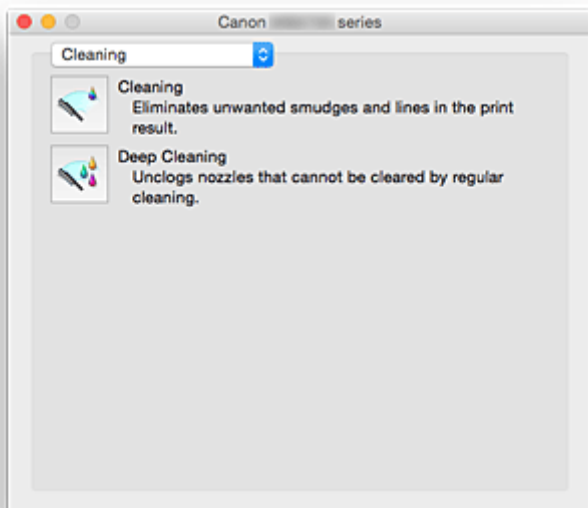 Canon series
Cleaning
Cleaning
Eliminates unwanted smudges and lines in the print
result.
Deep Cleaning
Unclogs nozzles that cannot be cleared by regular
cleaning.